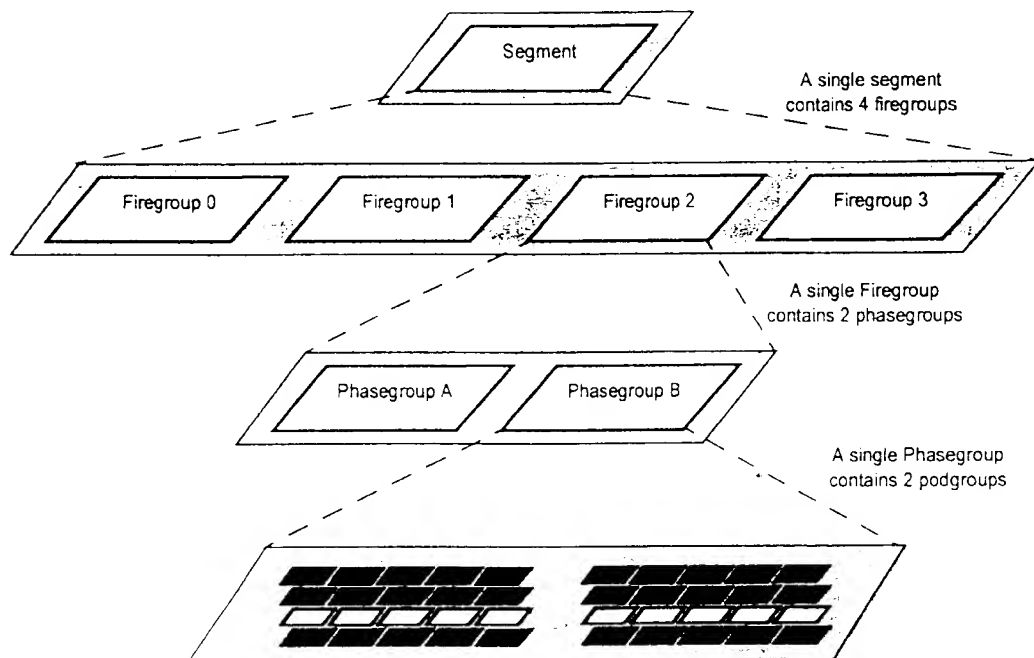 Segment
A single segment
contains 4 firegroups
Firegroup 0
Firegroup 1
Firegroup 2
Firegroup 3
A single Firegroup
contains 2 phasegroups
Phasegroup A
Phasegroup B
A single Phasegroup
contains 2 podgroups